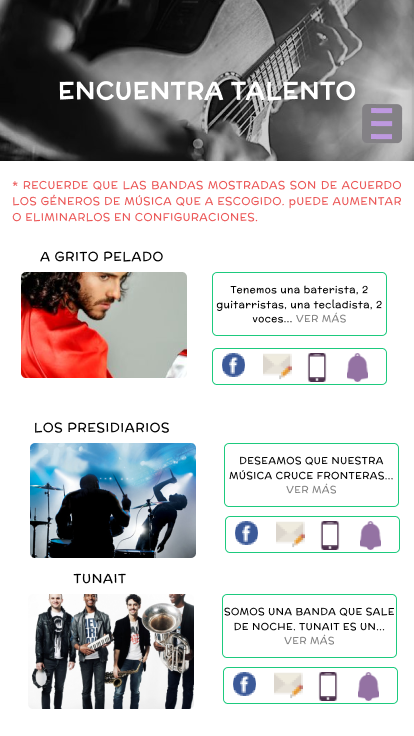 ENCUENTRA TALENTO
* RECUERDE QUE LAS BANDAS MOSTRADAS SON DE ACUERDO
LOS GÉNEROS DE MÚSICA QUE A ESCOGIDO. pUEDE AUMENTAR
O ELIMINARLOS EN CONFIGURACIONES.
A GRITO PELADO
Tenemos una baterista, 2
guitarristas, una tecladista, 2
voces... VER MÁS
LOS PRESIDIARIOS
DESEAMOS QUE NUESTRA
MÚSICA CRUCE FRONTERAS...
VER MÁS
TUNAIT
SOMOS UNA BANDA QUE SALE
DE NOCHE. TUNAIT ES UN...
VER MÁS